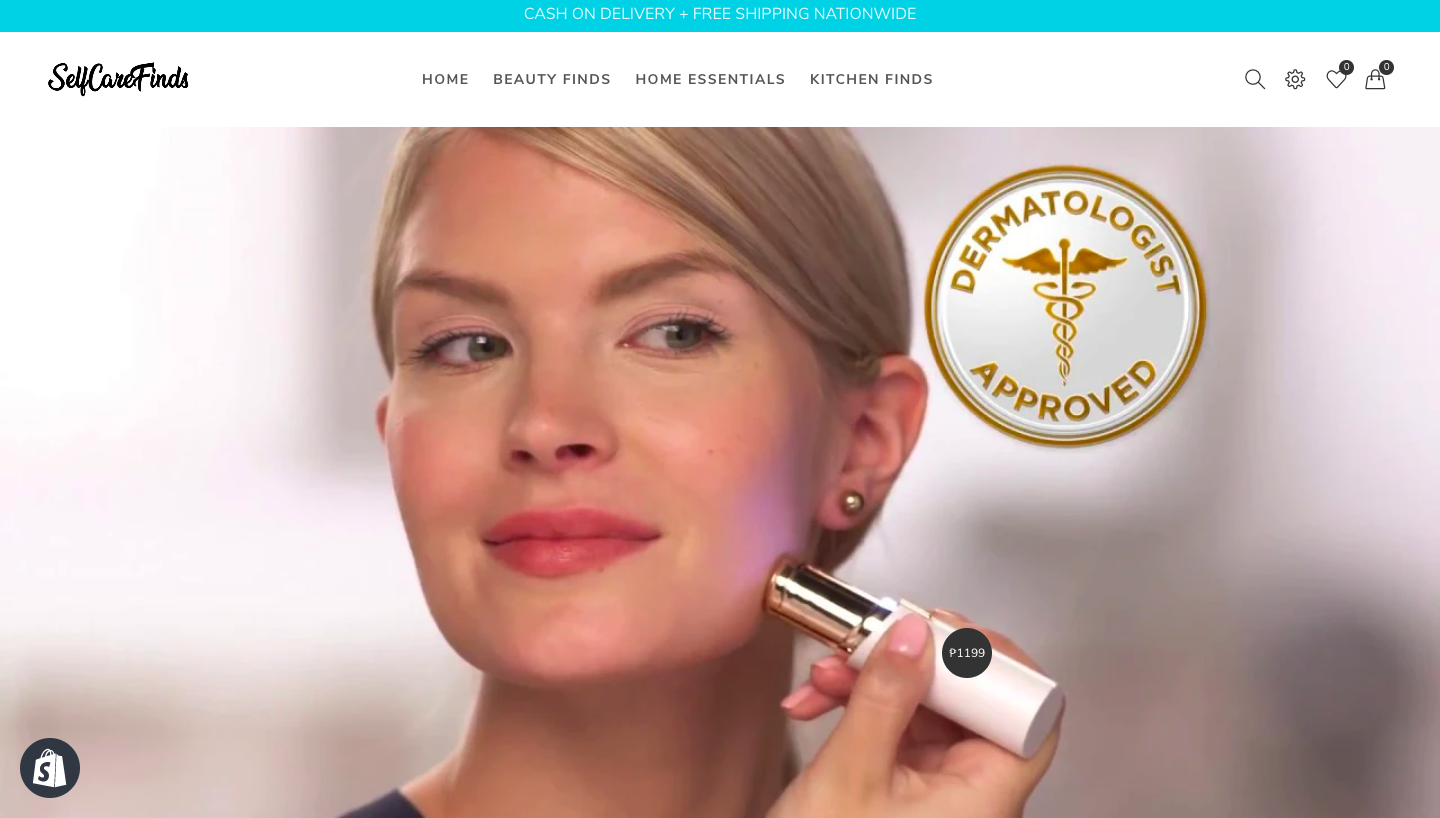 CASH ON DELIVERY + FREE SHIPPING NATIONWIDE
SelfCareFinds
HOME BEAUTY FINDS HOME ESSENTIALS KITCHEN FINDS
0 0
DERMATOLOGIST
APPROVED
₱1199
S